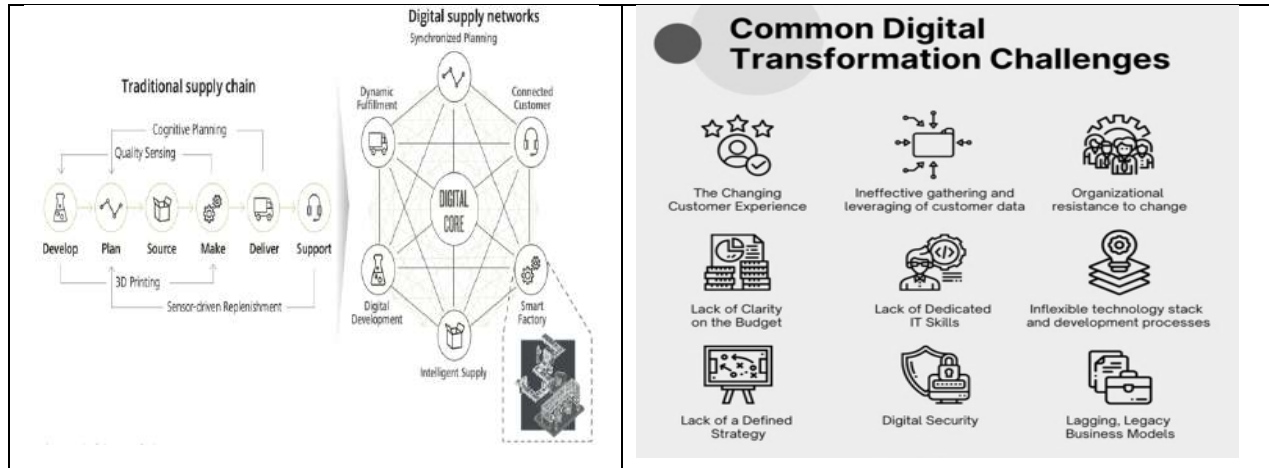 Digital supply networks
Synchronized Planning
Traditional supply chain
Dynamic
Fulfillment
Connected
Customer
Cognitive Planning
Quality Sensing
DIGITAL
CORE
Develop
Plan
Source
Make
Deliver
Support
3D Printing
Sensor-driven Replenishment
Digital
Development
Smart
Factory
Intelligent Supply
Common Digital
Transformation Challenges
The Changing
Customer Experience
Ineffective gathering and
leveraging of customer data
Organizational
resistance to change
Lack of Clarity
on the Budget
Lack of Dedicated
IT Skills
Inflexible technology stack
and development processes
Lack of a Defined
Strategy
Digital Security
Lagging, Legacy
Business Models